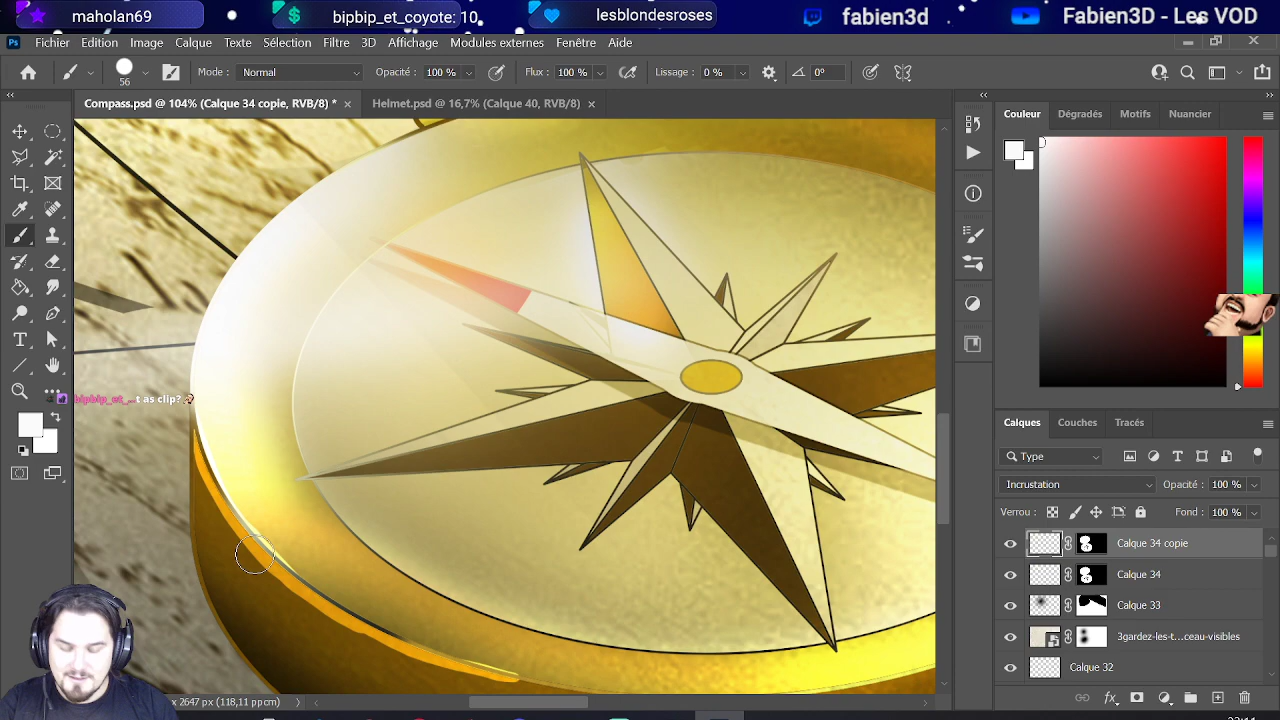 maholan69
bipbip_et_coyote: 10
lesblondesroses
fabien3d
Fabien3D - Les VOD
Ps
Fichier Edition Image Calque Texte Sélection Filtre 3D Affichage Modules externes Fenêtre Aide
56
Mode : Normal
Opacité : 100 %
Flux : 100 %
Lissage : 0 %
0°
Compass.psd @ 104% (Calque 34 copie, RVB/8) *
Helmet.psd @ 16,7% (Calque 40, RVB/8)
Couleur Dégradés Motifs Nuancier
bipbip_et_...t as clip?
Calques Couches Tracés
Type
Incrustation
Opacité : 100 %
Verrou :
Fond : 100 %
Calque 34 copie
Calque 34
Calque 33
3gardez-les-t...ceau-visibles
Calque 32
x 2647 px (118,11 ppcm)